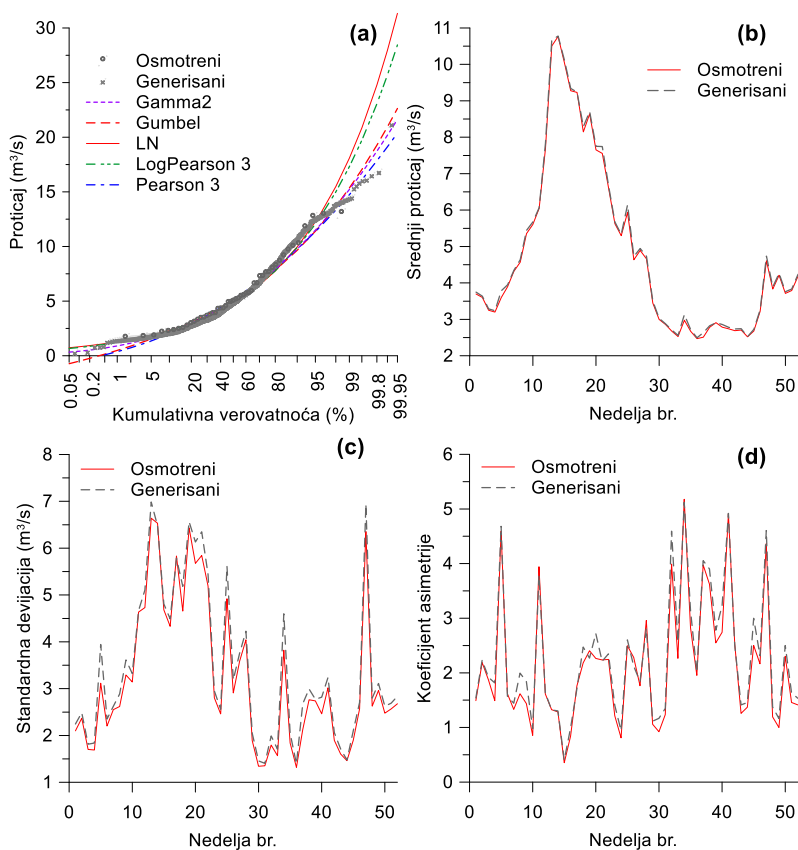 (a)
Osmotreni
Generisani
Gamma2
Gumbel
LN
LogPearson 3
Pearson 3
Proticaj (m³/s)
30
25
20
15
10
5
0
0.05 0.2 1 5 20 40 60 80 95 99 99.8 99.95
Kumulativna verovatnoća (%)
(b)
Osmotreni
Generisani
Srednji proticaj (m³/s)
11
10
9
8
7
6
5
4
3
2
0 10 20 30 40 50
Nedelja br.
(c)
Osmotreni
Generisani
Standardna devijacija (m³/s)
8
7
6
5
4
3
2
1
0 10 20 30 40 50
Nedelja br.
(d)
Osmotreni
Generisani
Koeficijent asimetrije
6
5
4
3
2
1
0
0 10 20 30 40 50
Nedelja br.